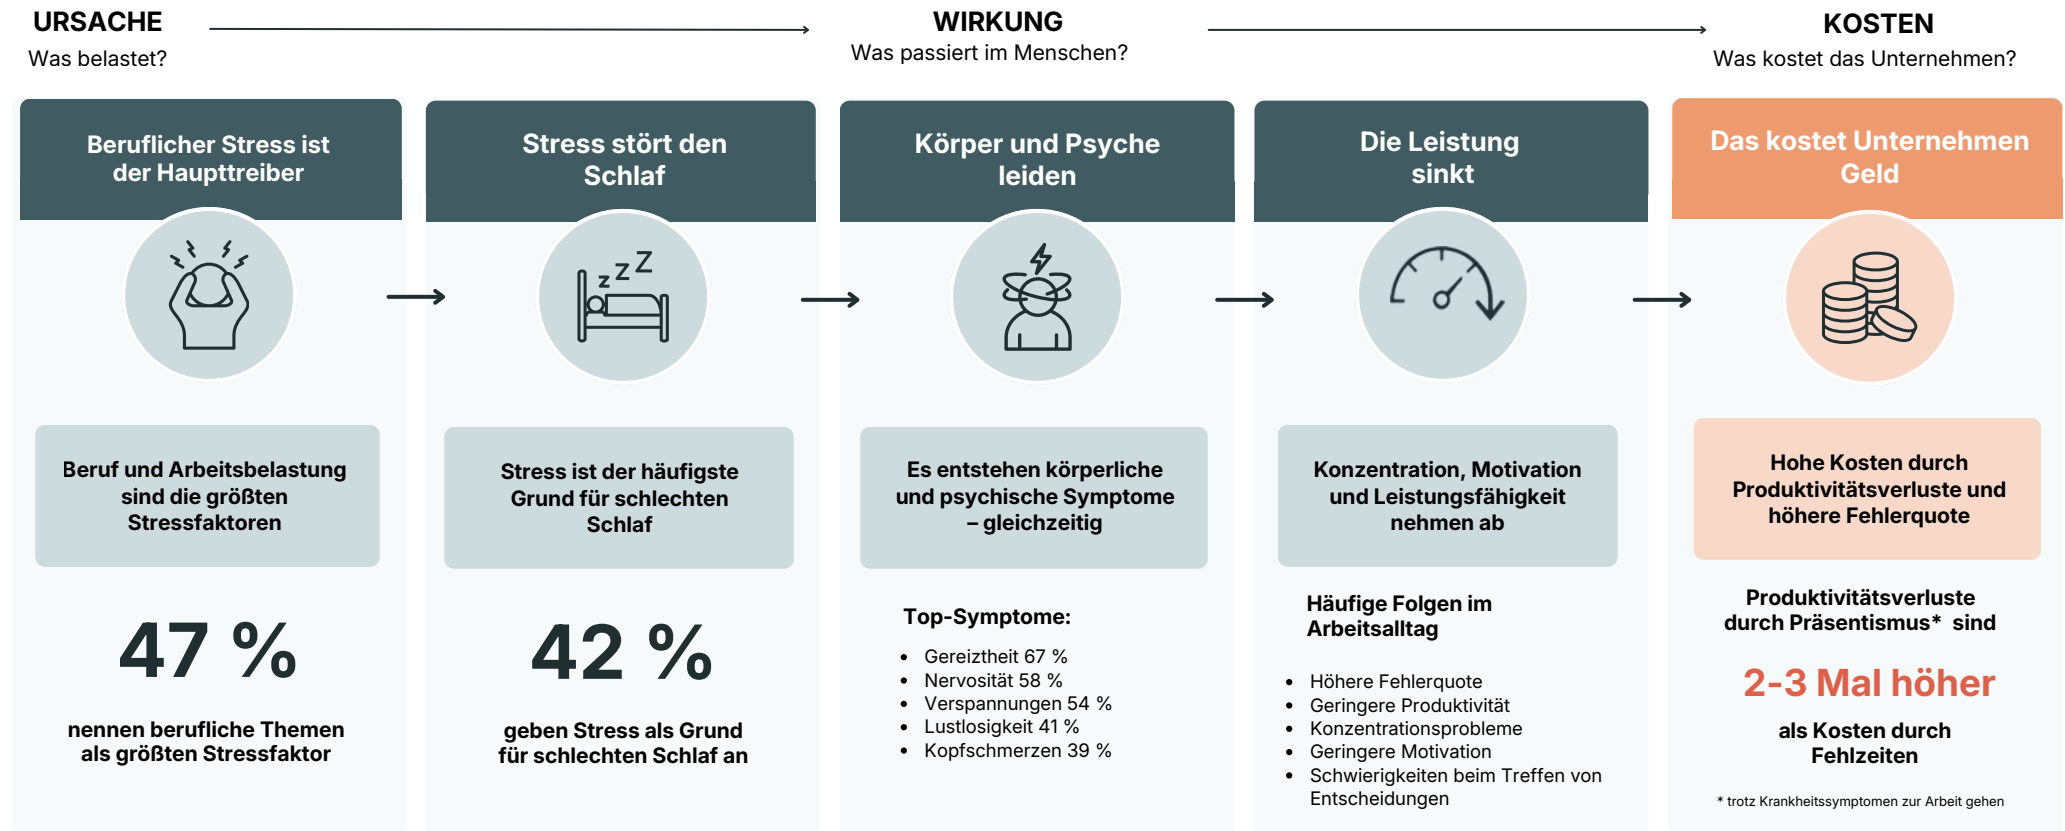 URSACHE
Was belastet?
WIRKUNG
Was passiert im Menschen?
KOSTEN
Was kostet das Unternehmen?
Beruflicher Stress ist
der Haupttreiber
Beruf und Arbeitsbelastung
sind die größten
Stressfaktoren
47 %
nennen berufliche Themen
als größten Stressfaktor
Stress stört den
Schlaf
z z Z
Stress ist der häufigste
Grund für schlechten
Schlaf
42 %
geben Stress als Grund
für schlechten Schlaf an
Körper und Psyche
leiden
Es entstehen körperliche
und psychische Symptome
– gleichzeitig
Top-Symptome:
• Gereiztheit 67 %
• Nervosität 58 %
• Verspannungen 54 %
• Lustlosigkeit 41 %
• Kopfschmerzen 39 %
Die Leistung
sinkt
Konzentration, Motivation
und Leistungsfähigkeit
nehmen ab
Häufige Folgen im
Arbeitsalltag
• Höhere Fehlerquote
• Geringere Produktivität
• Konzentrationsprobleme
• Geringere Motivation
• Schwierigkeiten beim Treffen von
Entscheidungen
Das kostet Unternehmen
Geld
Hohe Kosten durch
Produktivitätsverluste und
höhere Fehlerquote
Produktivitätsverluste
durch Präsentismus* sind
2-3 Mal höher
als Kosten durch
Fehlzeiten
* trotz Krankheitssymptomen zur Arbeit gehen